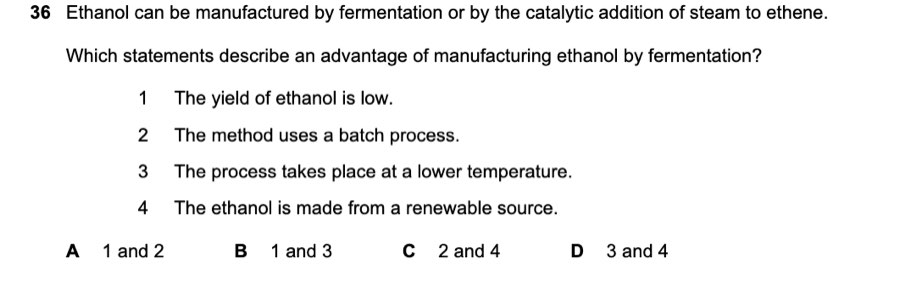 36 Ethanol can be manufactured by fermentation or by the catalytic addition of steam to ethene.
Which statements describe an advantage of manufacturing ethanol by fermentation?
1 The yield of ethanol is low.
2 The method uses a batch process.
3 The process takes place at a lower temperature.
4 The ethanol is made from a renewable source.
A 1 and 2 B 1 and 3 C 2 and 4 D 3 and 4